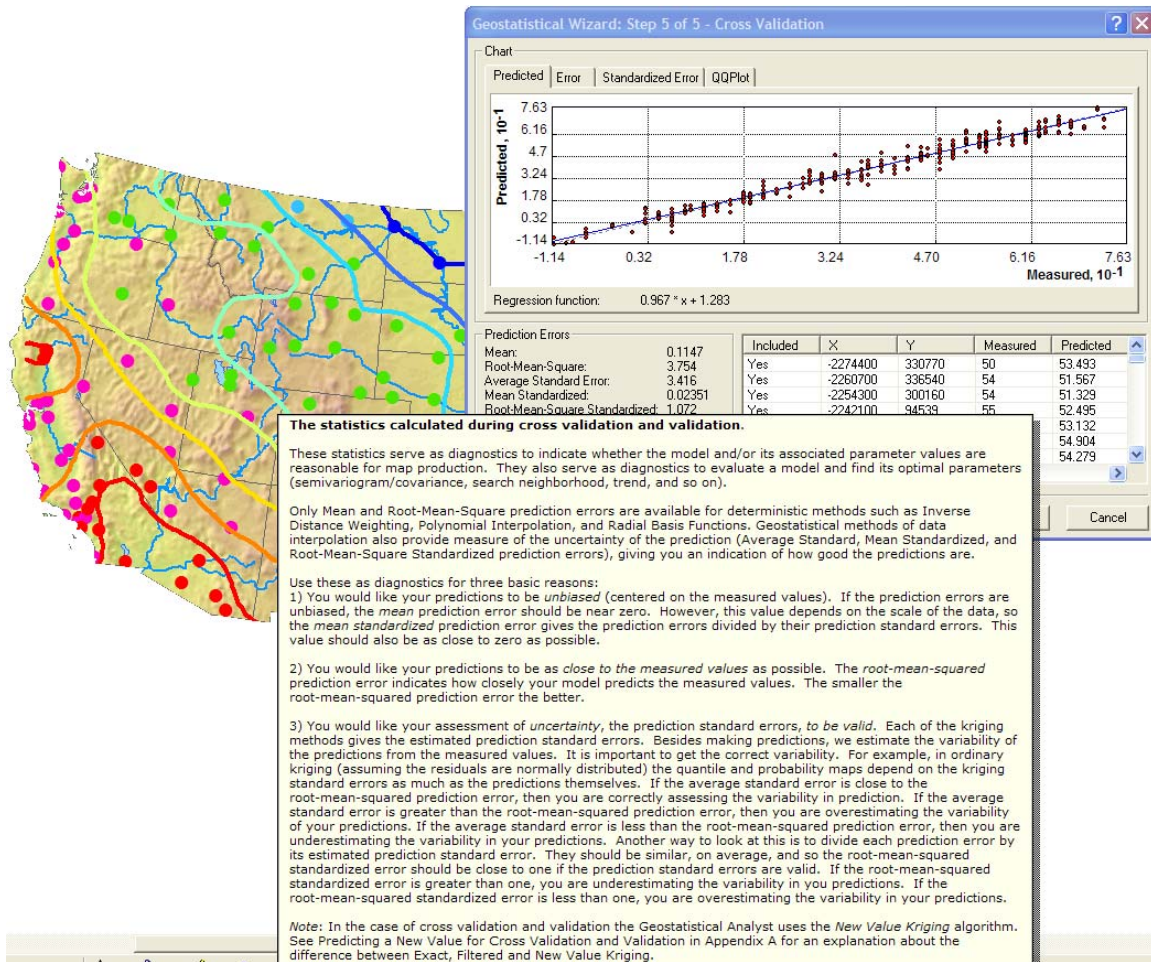 Geostatistical Wizard: Step 5 of 5 - Cross Validation
Chart
Predicted Error Standardized Error QQPlot
Predicted, 10-1
7.63
6.16
4.7
3.24
1.78
0.32
-1.14
-1.14 0.32 1.78 3.24 4.70 6.16 7.63
Measured, 10-1
Regression function: 0.967 * x + 1.283
Prediction Errors
Mean: 0.1147
Root-Mean-Square: 3.754
Average Standard Error: 3.416
Mean Standardized: 0.02351
Root-Mean-Square Standardized: 1.072
Included X Y Measured Predicted
Yes -2274400 330770 50 53.493
Yes -2260700 336540 54 51.567
Yes -2254300 300160 54 51.329
Yes -2242100 94539 55 52.495
53.132
54.904
54.279
Cancel
The statistics calculated during cross validation and validation.
These statistics serve as diagnostics to indicate whether the model and/or its associated parameter values are
reasonable for map production. They also serve as diagnostics to evaluate a model and find its optimal parameters
(semivariogram/covariance, search neighborhood, trend, and so on).
Only Mean and Root-Mean-Square prediction errors are available for deterministic methods such as Inverse
Distance Weighting, Polynomial Interpolation, and Radial Basis Functions. Geostatistical methods of data
interpolation also provide measure of the uncertainty of the prediction (Average Standard, Mean Standardized, and
Root-Mean-Square Standardized prediction errors), giving you an indication of how good the predictions are.
Use these as diagnostics for three basic reasons:
1) You would like your predictions to be unbiased (centered on the measured values). If the prediction errors are
unbiased, the mean prediction error should be near zero. However, this value depends on the scale of the data, so
the mean standardized prediction error gives the prediction errors divided by their prediction standard errors. This
value should also be as close to zero as possible.
2) You would like your predictions to be as close to the measured values as possible. The root-mean-squared
prediction error indicates how closely your model predicts the measured values. The smaller the
root-mean-squared prediction error the better.
3) You would like your assessment of uncertainty, the prediction standard errors, to be valid. Each of the kriging
methods gives the estimated prediction standard errors. Besides making predictions, we estimate the variability of
the predictions from the measured values. It is important to get the correct variability. For example, in ordinary
kriging (assuming the residuals are normally distributed) the quantile and probability maps depend on the kriging
standard errors as much as the predictions themselves. If the average standard error is close to the
root-mean-squared prediction error, then you are correctly assessing the variability in prediction. If the average
standard error is greater than the root-mean-squared prediction error, then you are overestimating the variability
of your predictions. If the average standard error is less than the root-mean-squared prediction error, then you are
underestimating the variability in your predictions. Another way to look at this is to divide each prediction error by
its estimated prediction standard error. They should be similar, on average, and so the root-mean-squared
standardized error should be close to one if the prediction standard errors are valid. If the root-mean-squared
standardized error is greater than one, you are underestimating the variability in you predictions. If the
root-mean-squared standardized error is less than one, you are overestimating the variability in your predictions.
Note: In the case of cross validation and validation the Geostatistical Analyst uses the New Value Kriging algorithm.
See Predicting a New Value for Cross Validation and Validation in Appendix A for an explanation about the
difference between Exact, Filtered and New Value Kriging.